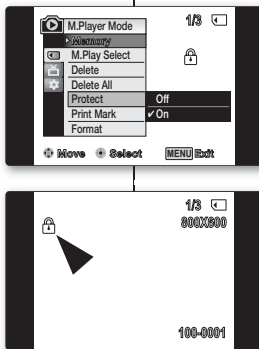 M.Player Mode
1/3
Memory
M.Play Select
Delete
Delete All
Protect Off
Print Mark ✔On
Format
Move Select MENU Exit
1/3
800X600
100-0001